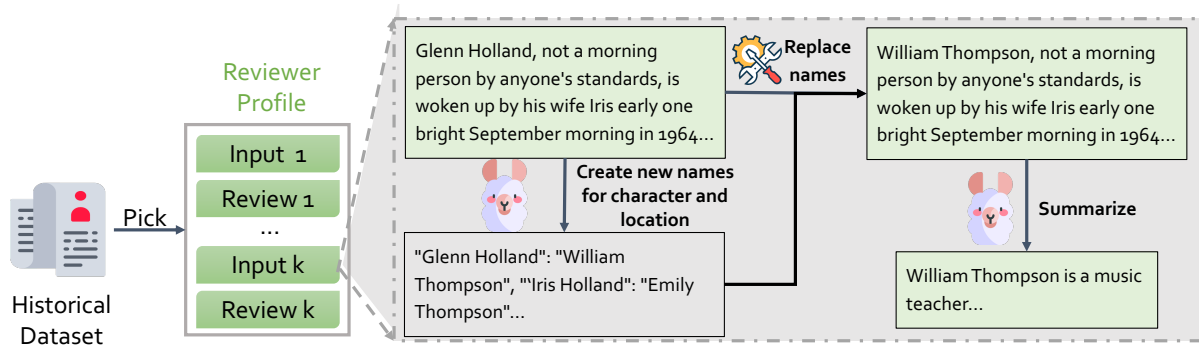 Historical
Dataset
Pick
Reviewer
Profile
Input 1
Review 1
...
Input k
Review k
Glenn Holland, not a morning
person by anyone's standards, is
woken up by his wife Iris early one
bright September morning in 1964...
Replace
names
Create new names
for character and
location
"Glenn Holland": "William
Thompson", "'Iris Holland": "Emily
Thompson"...
William Thompson, not a morning
person by anyone's standards, is
woken up by his wife Iris early one
bright September morning in 1964...
Summarize
William Thompson is a music
teacher...